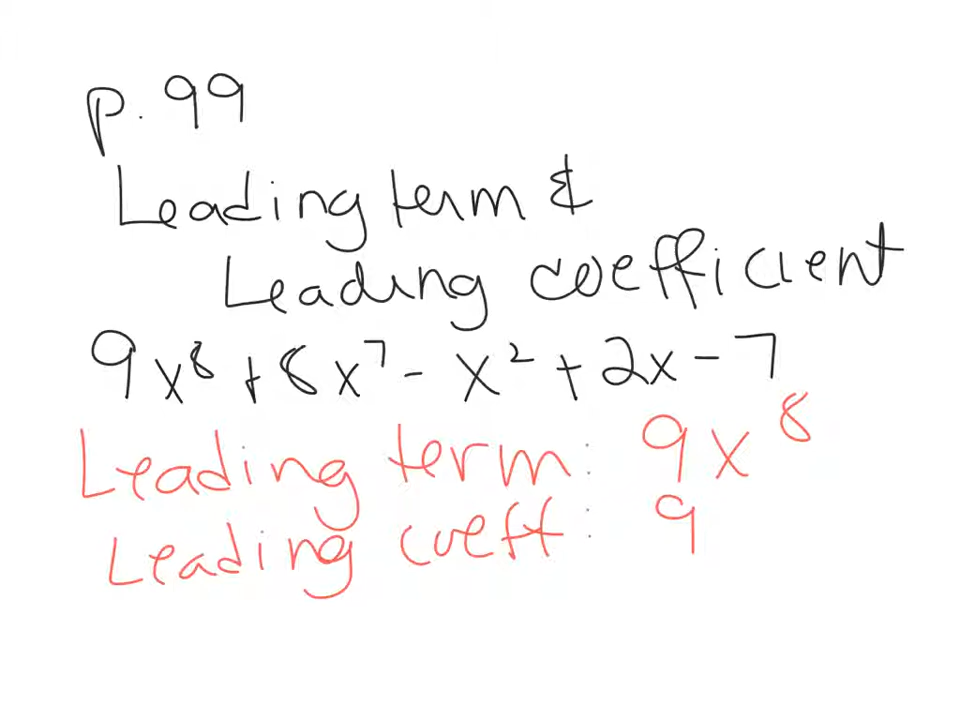 p. 99
Leading term &
Leading coefficient
9x⁸ + 8x⁷ - x² + 2x - 7
Leading term: 9x⁸
Leading coeff: 9